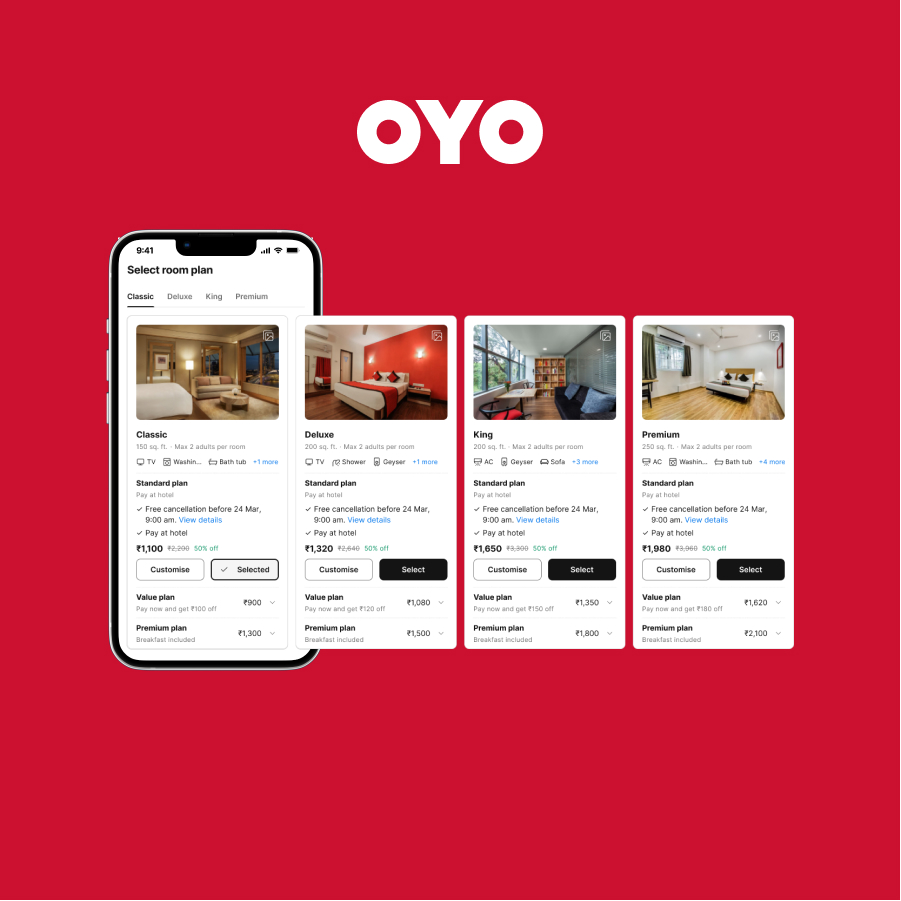 OYO
9:41
Select room plan
Classic Deluxe King Premium
Classic
150 sq. ft. · Max 2 adults per room
TV Washin... Bath tub +1 more
Standard plan
Pay at hotel
Free cancellation before 24 Mar,
9:00 am. View details
Pay at hotel
₹1,100 ₹2,200 50% off
Customise Selected
Value plan
Pay now and get ₹100 off
₹900
Premium plan
Breakfast included
₹1,300
Deluxe
200 sq. ft. · Max 2 adults per room
TV Shower Geyser +1 more
Standard plan
Pay at hotel
Free cancellation before 24 Mar,
9:00 am. View details
Pay at hotel
₹1,320 ₹2,640 50% off
Customise Select
Value plan
Pay now and get ₹120 off
₹1,080
Premium plan
Breakfast included
₹1,500
King
200 sq. ft. · Max 2 adults per room
AC Geyser Sofa +3 more
Standard plan
Pay at hotel
Free cancellation before 24 Mar,
9:00 am. View details
Pay at hotel
₹1,650 ₹3,300 50% off
Customise Select
Value plan
Pay now and get ₹150 off
₹1,350
Premium plan
Breakfast included
₹1,800
Premium
250 sq. ft. · Max 2 adults per room
AC Washin... Bath tub +4 more
Standard plan
Pay at hotel
Free cancellation before 24 Mar,
9:00 am. View details
Pay at hotel
₹1,980 ₹3,960 50% off
Customise Select
Value plan
Pay now and get ₹180 off
₹1,620
Premium plan
Breakfast included
₹2,100